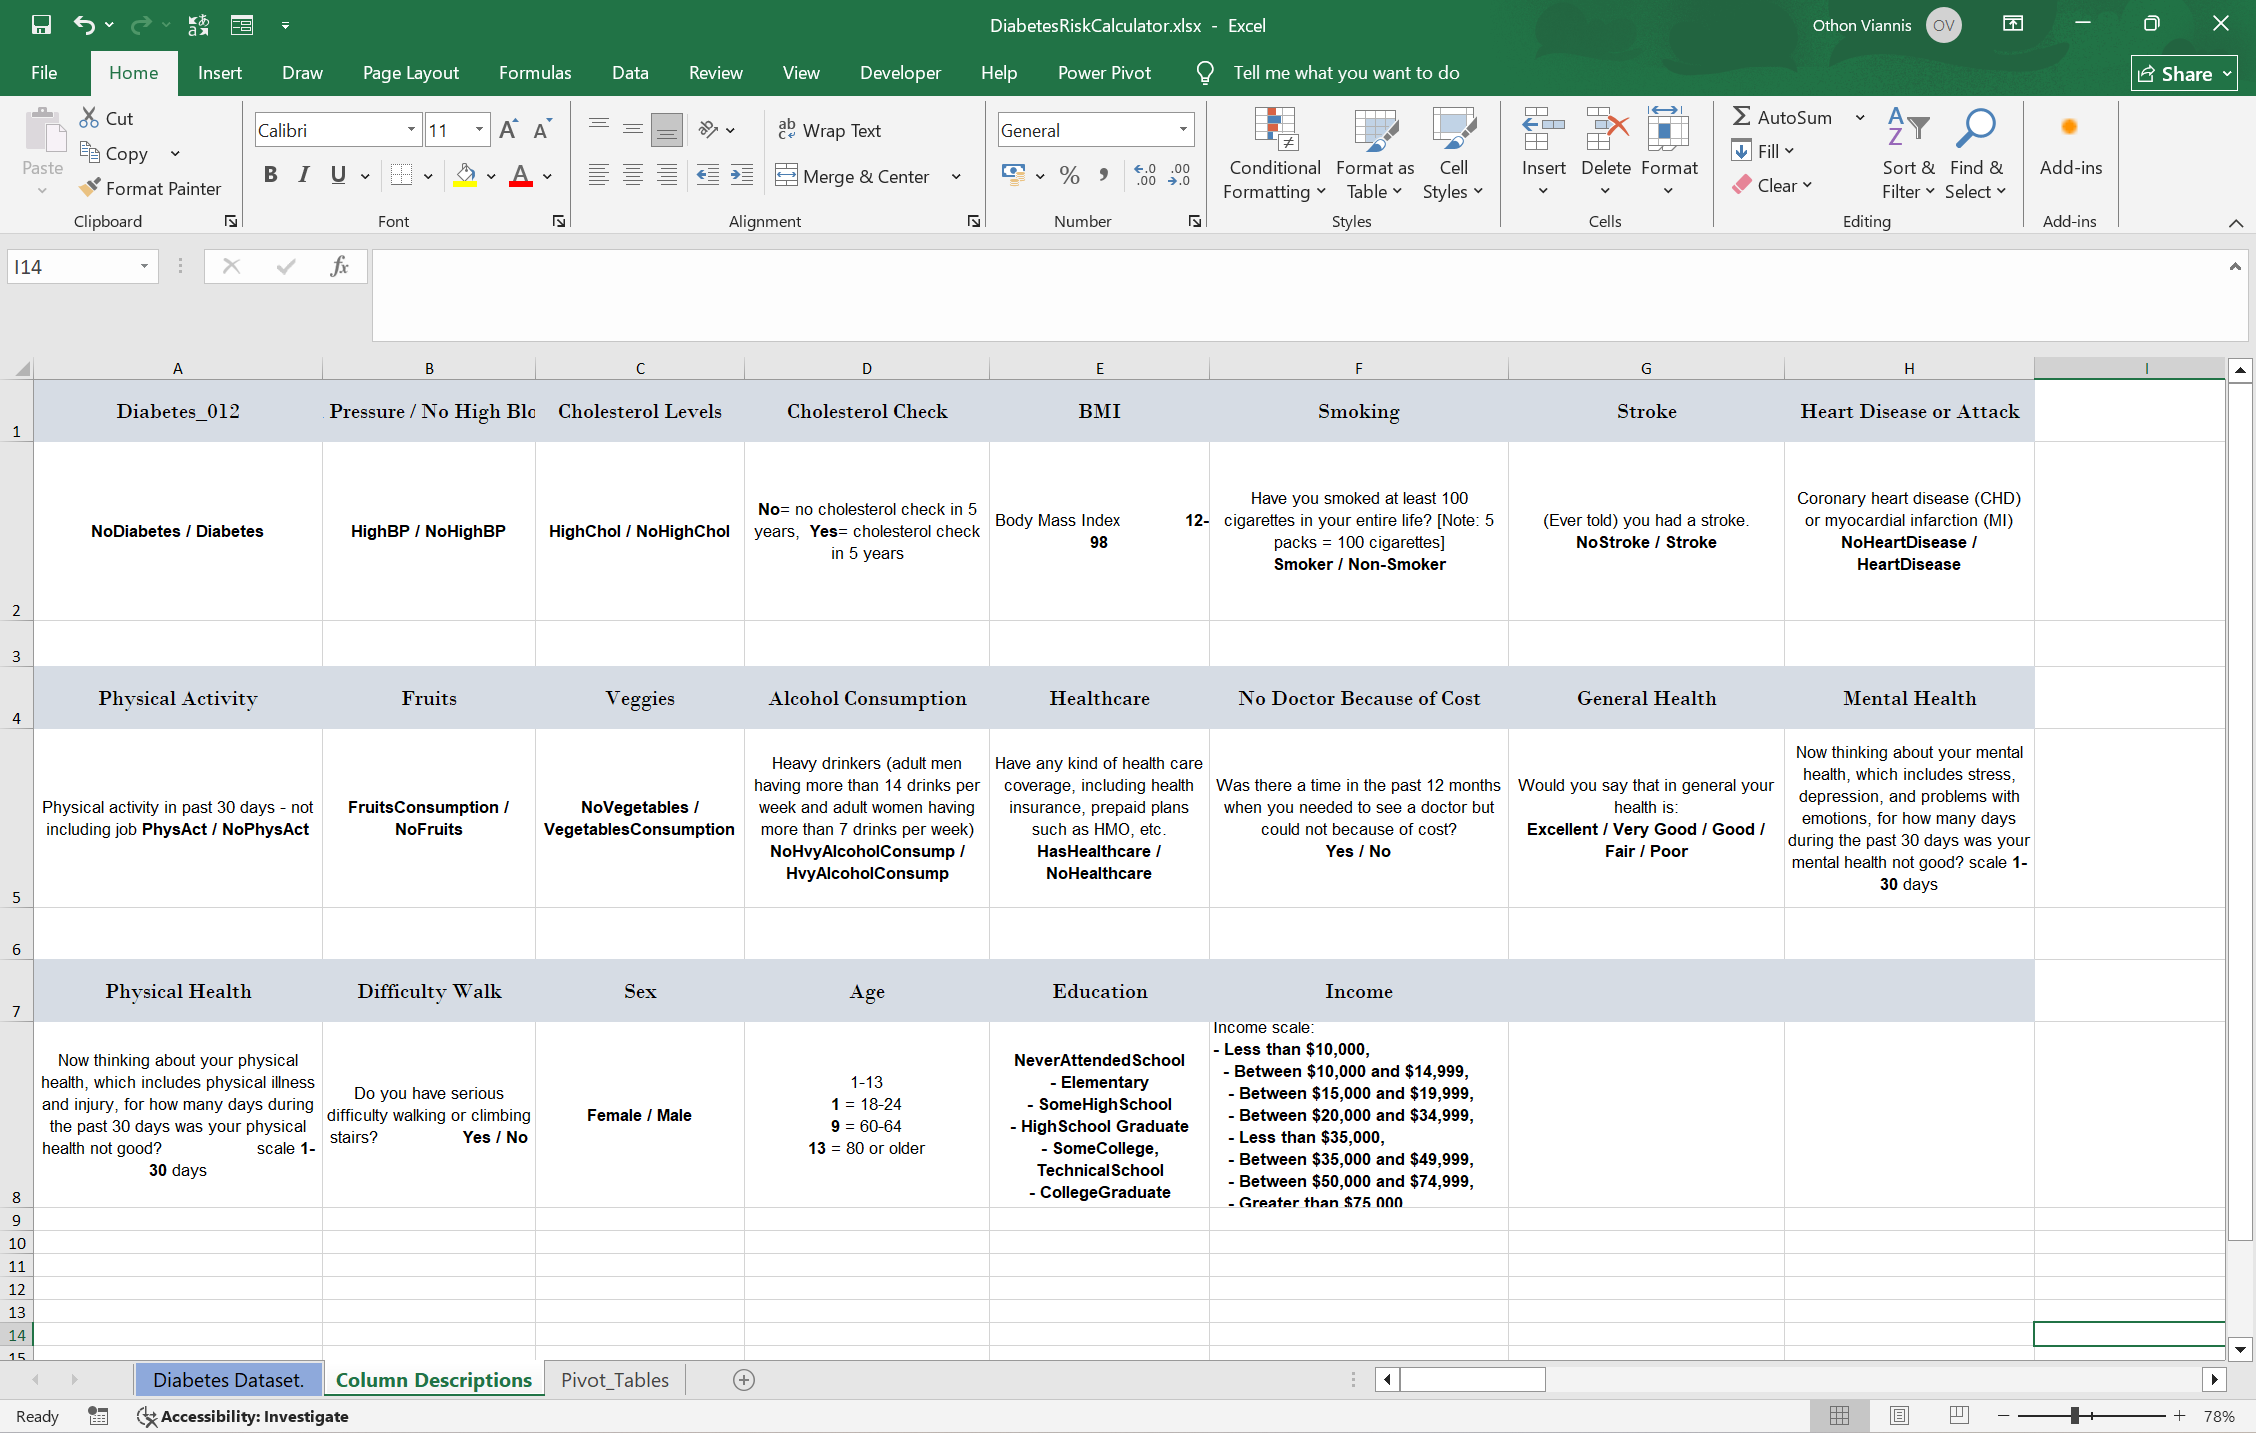 DiabetesRiskCalculator.xlsx - Excel
Othon Viannis
OV
File
Home
Insert
Draw
Page Layout
Formulas
Data
Review
View
Developer
Help
Power Pivot
Tell me what you want to do
Share
Paste
Cut
Copy
Format Painter
Clipboard
Calibri
11
B I U
Font
Wrap Text
Merge & Center
Alignment
General
Number
Conditional
Formatting
Format as
Table
Cell
Styles
Styles
Insert
Delete
Format
Cells
AutoSum
Fill
Clear
Sort &
Filter
Find &
Select
Editing
Add-ins
Add-ins
I14
fx
A B C D E F G H I
1
Diabetes_012
Pressure / No High Blo
Cholesterol Levels
Cholesterol Check
BMI
Smoking
Stroke
Heart Disease or Attack
2
NoDiabetes / Diabetes
HighBP / NoHighBP
HighChol / NoHighChol
No= no cholesterol check in 5
years, Yes= cholesterol check
in 5 years
Body Mass Index 12-
98
Have you smoked at least 100
cigarettes in your entire life? [Note: 5
packs = 100 cigarettes]
Smoker / Non-Smoker
(Ever told) you had a stroke.
NoStroke / Stroke
Coronary heart disease (CHD)
or myocardial infarction (MI)
NoHeartDisease /
HeartDisease
3
4
Physical Activity
Fruits
Veggies
Alcohol Consumption
Healthcare
No Doctor Because of Cost
General Health
Mental Health
5
Physical activity in past 30 days - not
including job PhysAct / NoPhysAct
FruitsConsumption /
NoFruits
NoVegetables /
VegetablesConsumption
Heavy drinkers (adult men
having more than 14 drinks per
week and adult women having
more than 7 drinks per week)
NoHvyAlcoholConsump /
HvyAlcoholConsump
Have any kind of health care
coverage, including health
insurance, prepaid plans
such as HMO, etc.
HasHealthcare /
NoHealthcare
Was there a time in the past 12 months
when you needed to see a doctor but
could not because of cost?
Yes / No
Would you say that in general your
health is:
Excellent / Very Good / Good /
Fair / Poor
Now thinking about your mental
health, which includes stress,
depression, and problems with
emotions, for how many days
during the past 30 days was your
mental health not good? scale 1-
30 days
6
7
Physical Health
Difficulty Walk
Sex
Age
Education
Income
8
Now thinking about your physical
health, which includes physical illness
and injury, for how many days during
the past 30 days was your physical
health not good? scale 1-
30 days
Do you have serious
difficulty walking or climbing
stairs? Yes / No
Female / Male
1-13
1 = 18-24
9 = 60-64
13 = 80 or older
NeverAttendedSchool
- Elementary
- SomeHighSchool
- HighSchool Graduate
- SomeCollege,
TechnicalSchool
- CollegeGraduate
Income scale:
- Less than $10,000,
- Between $10,000 and $14,999,
- Between $15,000 and $19,999,
- Between $20,000 and $34,999,
- Less than $35,000,
- Between $35,000 and $49,999,
- Between $50,000 and $74,999,
- Greater than $75,000
9
10
11
12
13
14
15
Diabetes Dataset.
Column Descriptions
Pivot_Tables
Ready
Accessibility: Investigate
78%